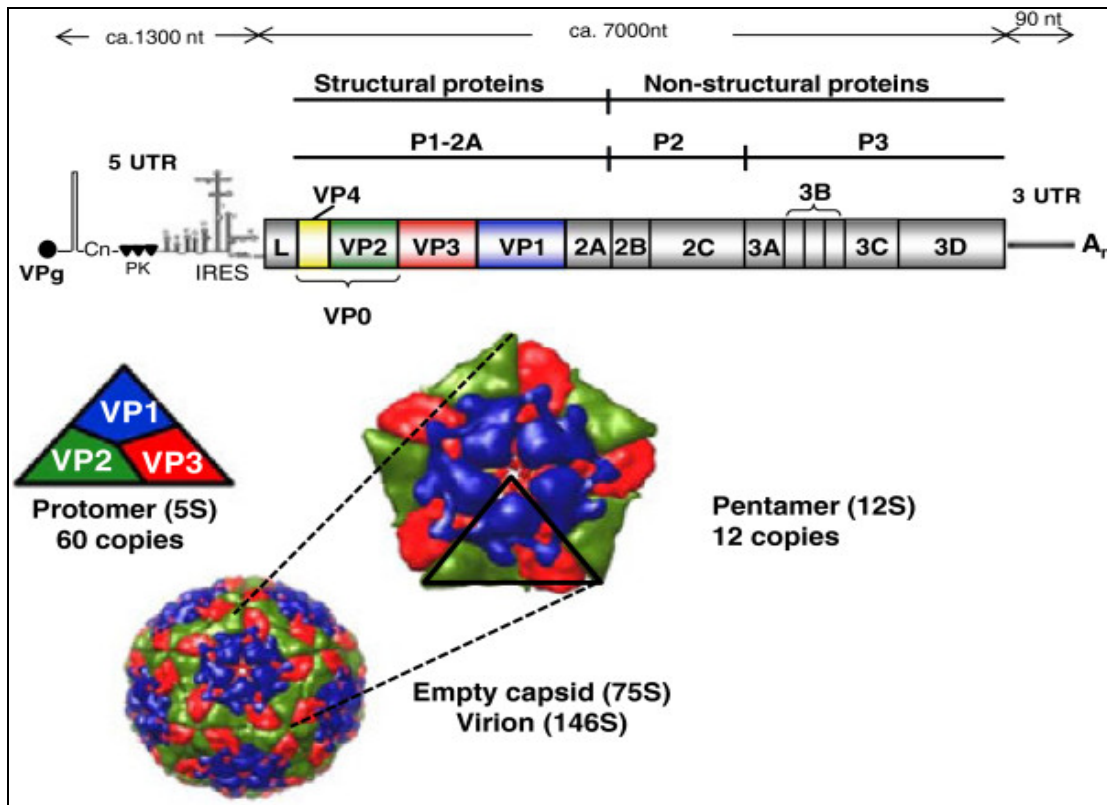 ca.1300 nt
ca. 7000nt
90 nt
Structural proteins
Non-structural proteins
P1-2A
P2
P3
5 UTR
VP4
3B
3 UTR
L
VP2
VP3
VP1
2A
2B
2C
3A
3C
3D
VPg
Cn
PK
IRES
VP0
VP1
VP2
VP3
Protomer (5S)
60 copies
Pentamer (12S)
12 copies
Empty capsid (75S)
Virion (146S)